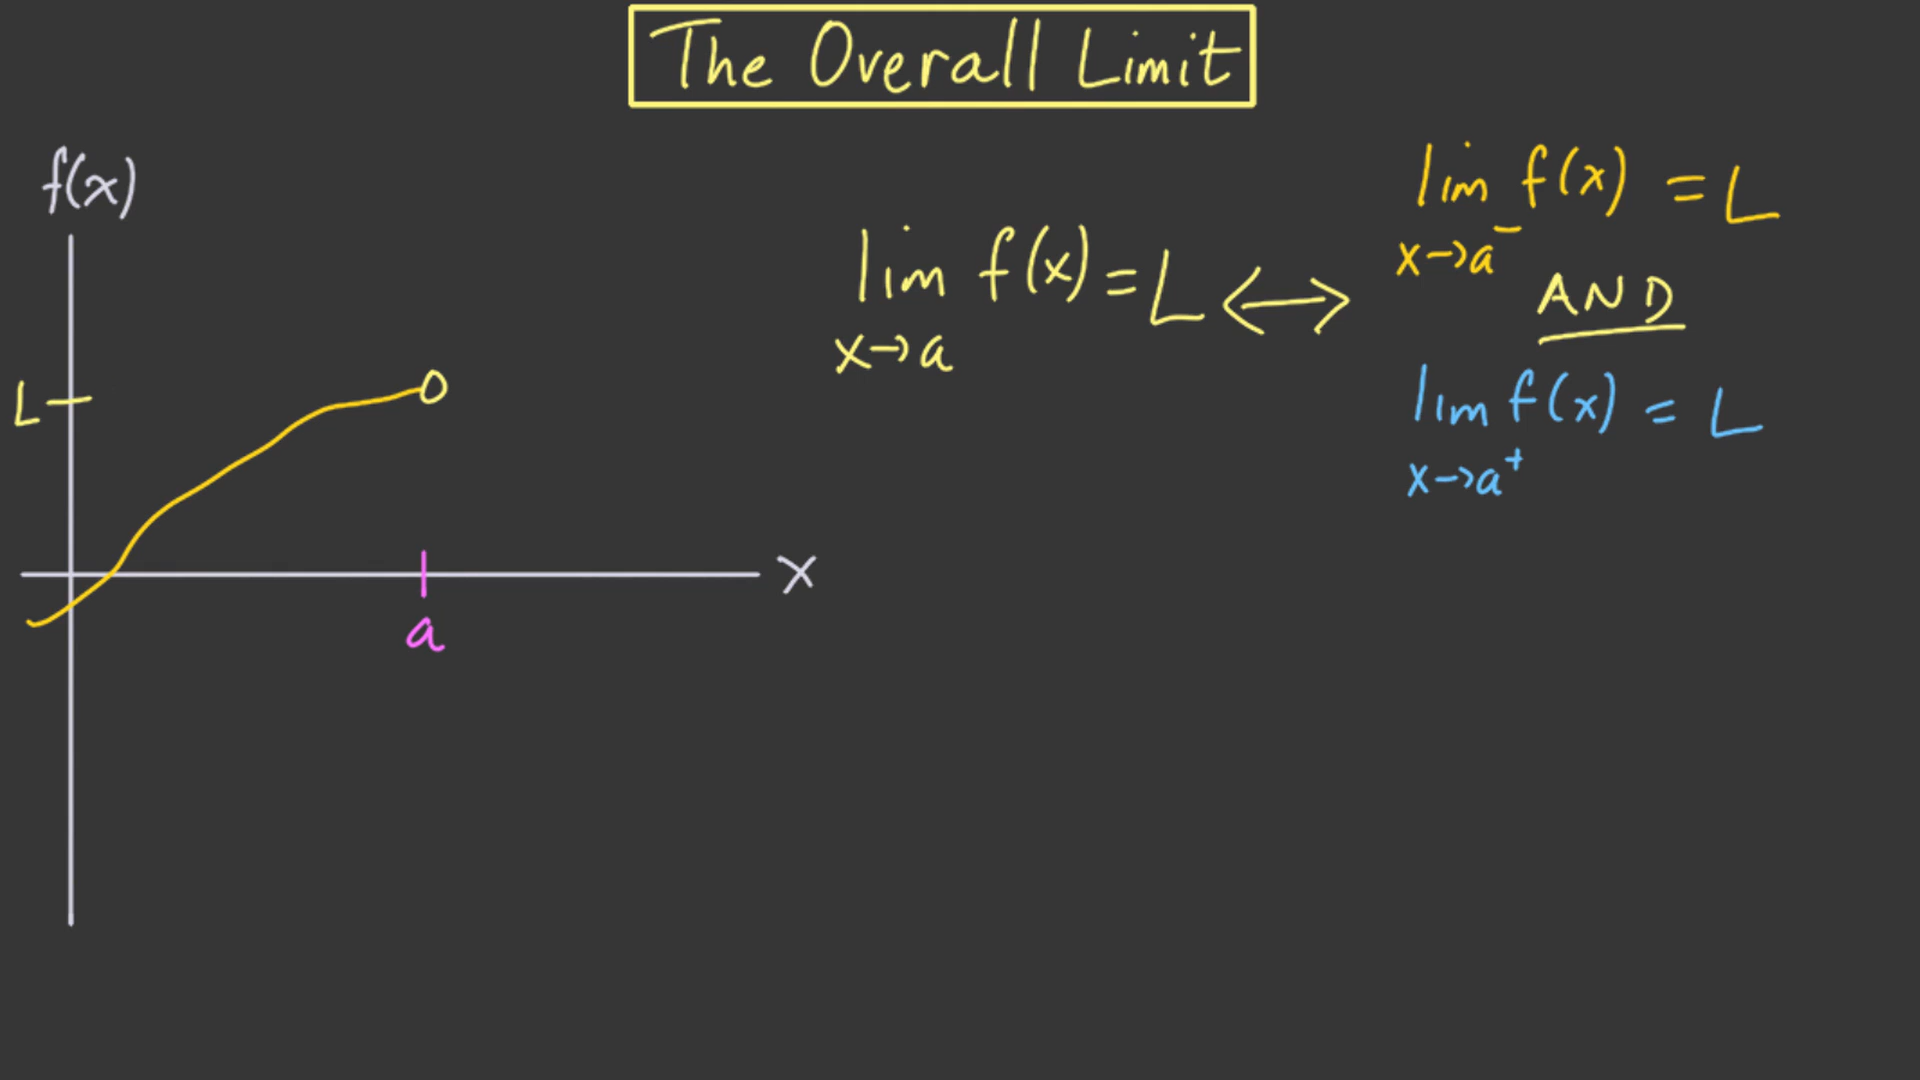 The Overall Limit
f(x)
lim f(x) = L
x→a⁻
lim f(x) = L ⟷
x→a
AND
lim f(x) = L
x→a⁺
L
x
a